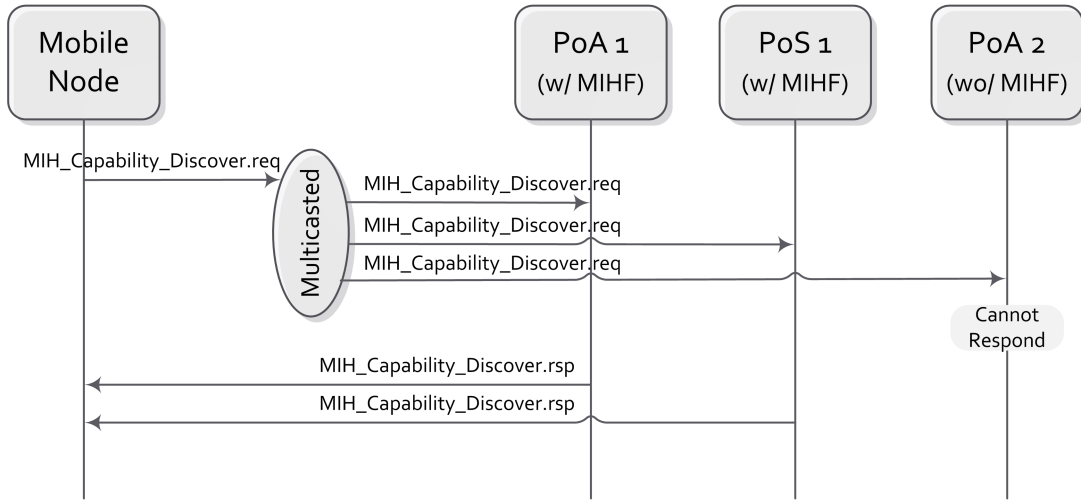 Mobile
Node
PoA 1
(w/ MIHF)
PoS 1
(w/ MIHF)
PoA 2
(wo/ MIHF)
MIH_Capability_Discover.req
Multicasted
MIH_Capability_Discover.req
MIH_Capability_Discover.req
MIH_Capability_Discover.req
Cannot
Respond
MIH_Capability_Discover.rsp
MIH_Capability_Discover.rsp